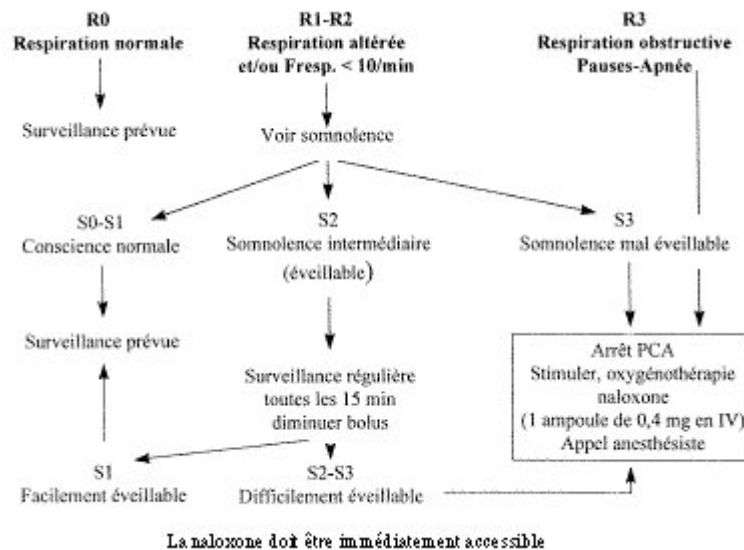 R0
Respiration normale
R1-R2
Respiration altérée
et/ou Fresp. < 10/min
R3
Respiration obstructive
Pauses-Apnée
Surveillance prévue
Voir somnolence
S0-S1
Conscience normale
S2
Somnolence intermédiaire
(éveillable)
S3
Somnolence mal éveillable
Surveillance prévue
Surveillance régulière
toutes les 15 min
diminuer bolus
Arrêt PCA
Stimuler, oxygénothérapie
naloxone
(1 ampoule de 0,4 mg en IV)
Appel anesthésiste
S1
Facilement éveillable
S2-S3
Difficilement éveillable
La naloxone doit être immédiatement accessible